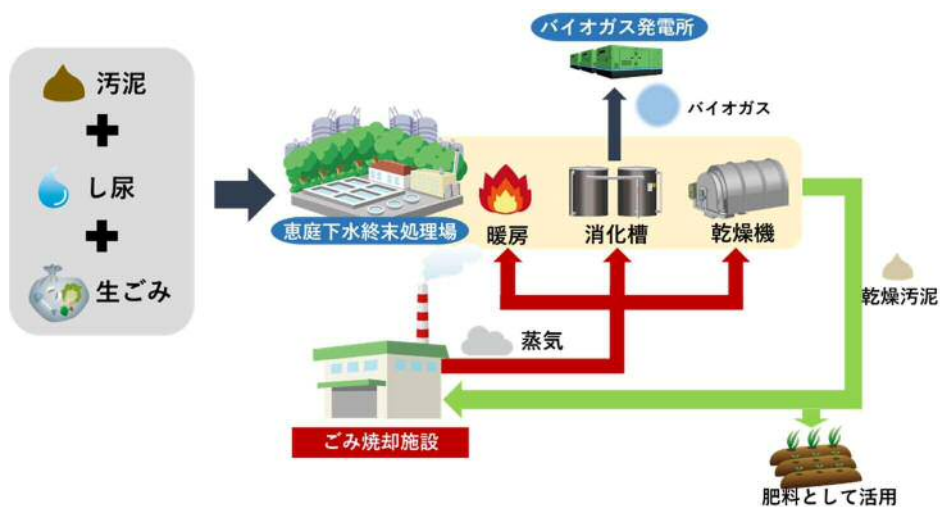 バイオガス発電所
汚泥
バイオガス
し尿
恵庭下水終末処理場
暖房
消化槽
乾燥機
生ごみ
乾燥汚泥
蒸気
ごみ焼却施設
肥料として活用